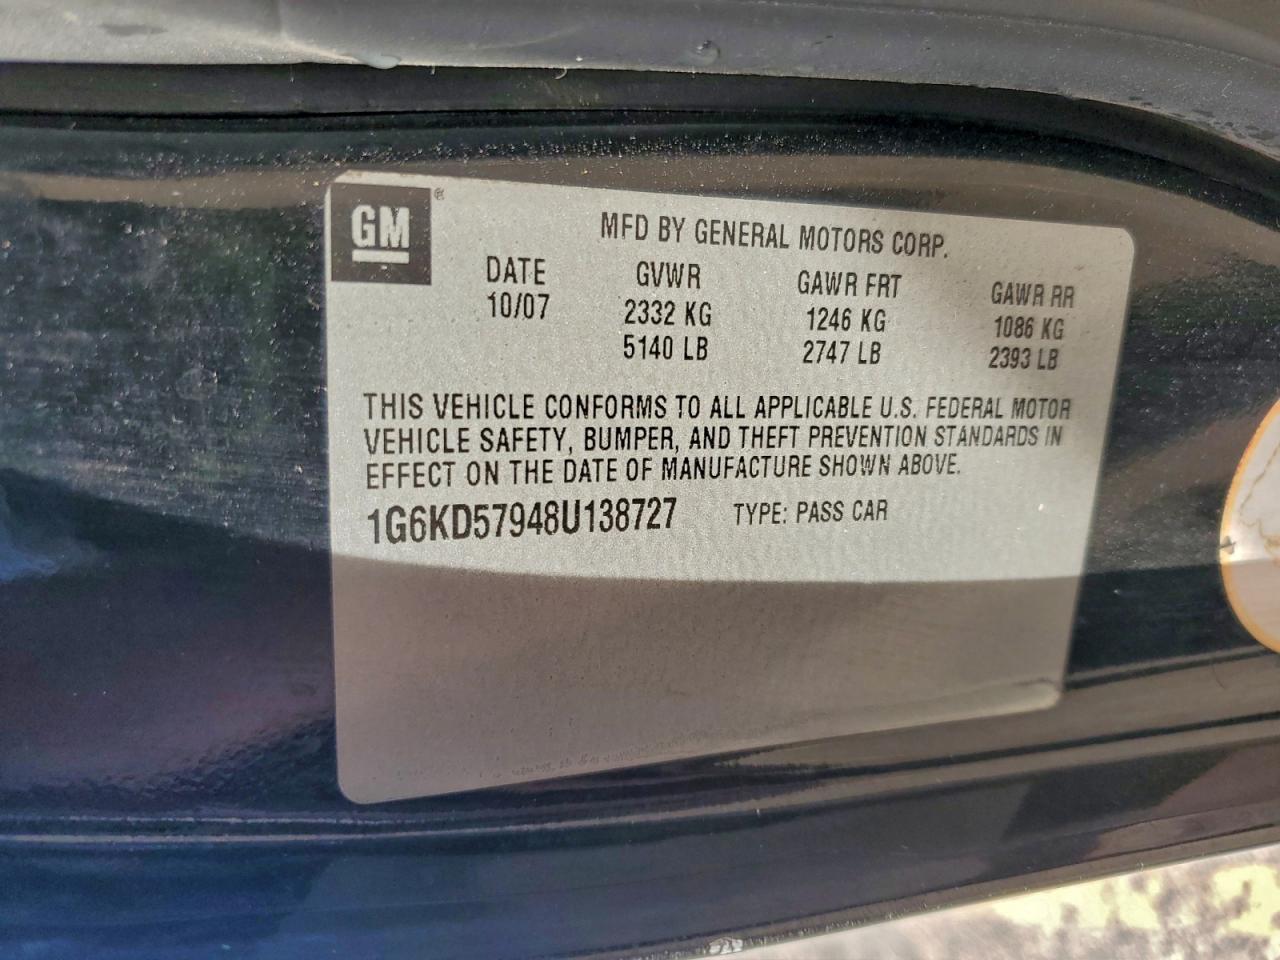 GM ®
MFD BY GENERAL MOTORS CORP.
DATE GVWR GAWR FRT GAWR RR
10/07 2332 KG 1246 KG 1086 KG
5140 LB 2747 LB 2393 LB
THIS VEHICLE CONFORMS TO ALL APPLICABLE U.S. FEDERAL MOTOR
VEHICLE SAFETY, BUMPER, AND THEFT PREVENTION STANDARDS IN
EFFECT ON THE DATE OF MANUFACTURE SHOWN ABOVE.
1G6KD57948U138727 TYPE: PASS CAR